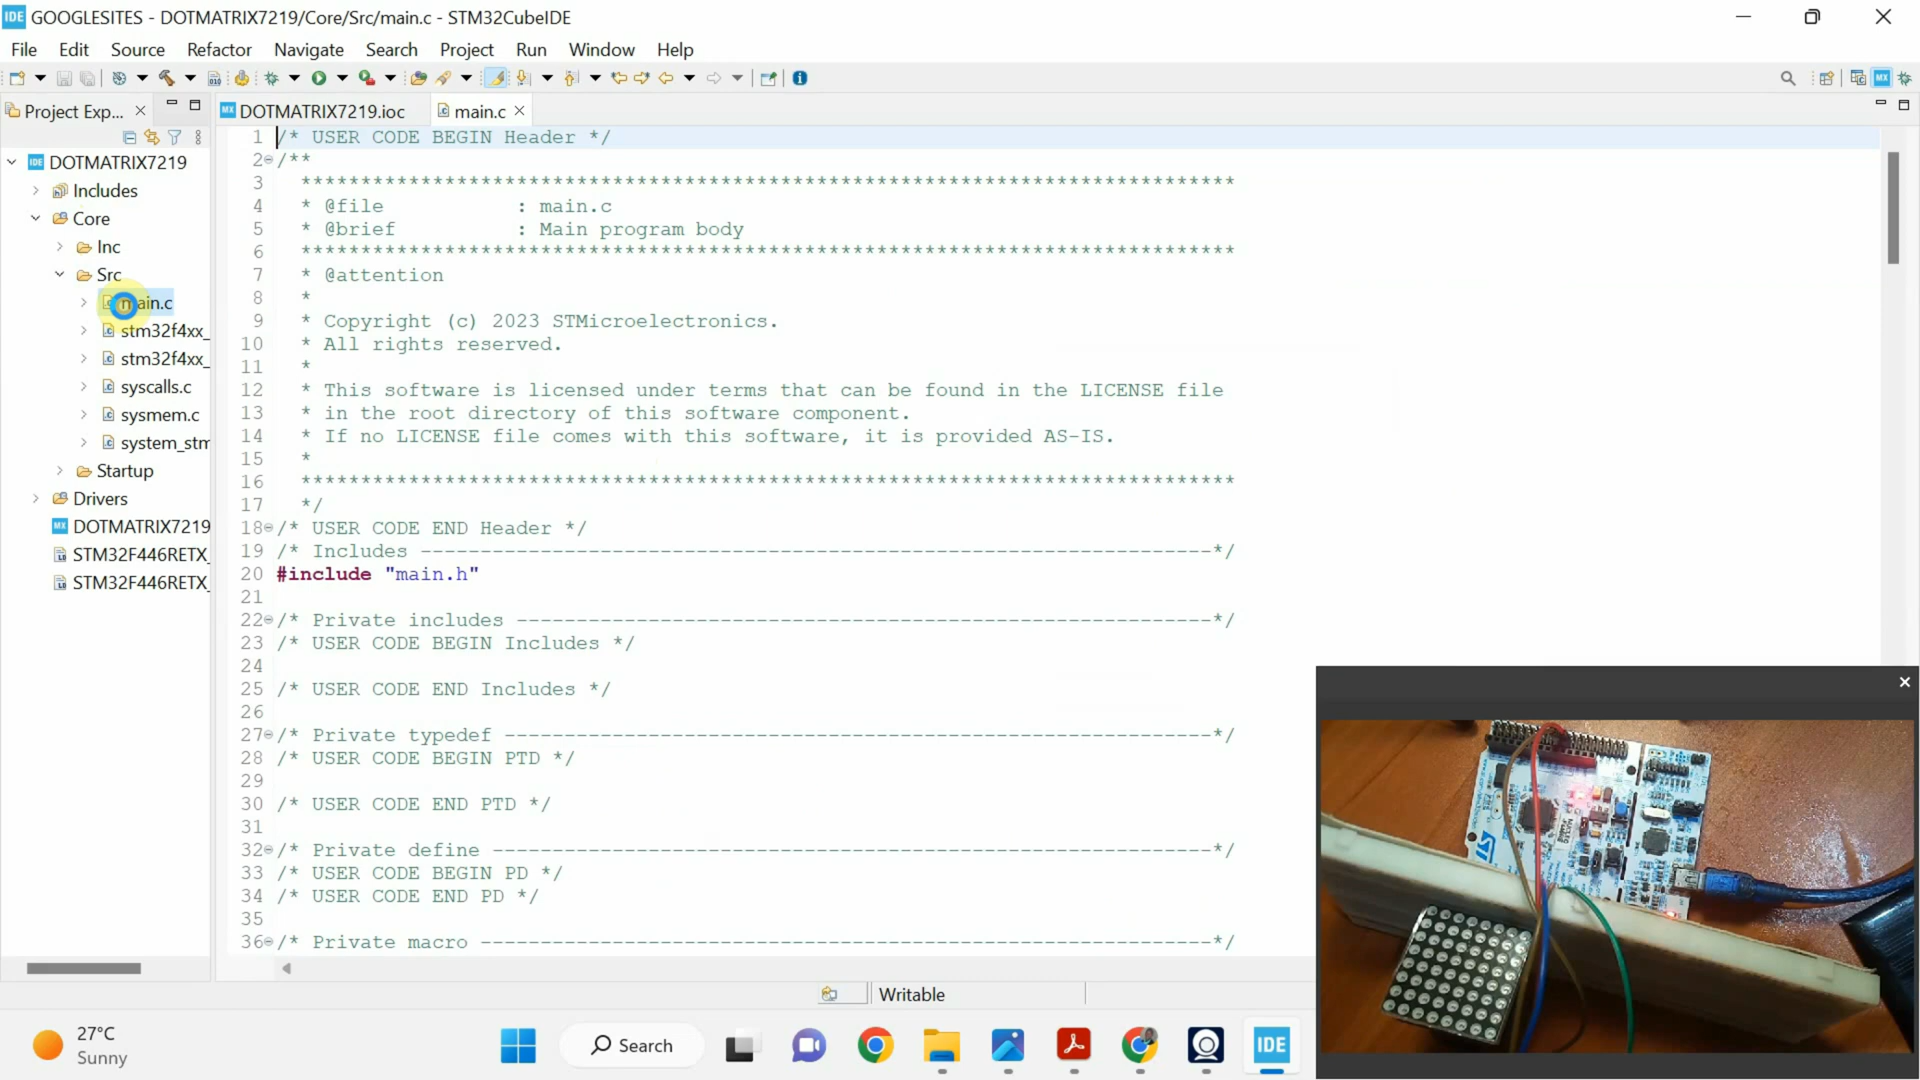 IDE GOOGLESITES - DOTMATRIX7219/Core/Src/main.c - STM32CubeIDE
File Edit Source Refactor Navigate Search Project Run Window Help
010
MX
Project Exp...
MX DOTMATRIX7219.ioc
main.c
IDE DOTMATRIX7219
Includes
Core
Inc
Src
main.c
stm32f4xx_
stm32f4xx_
syscalls.c
sysmem.c
system_stm
Startup
Drivers
MX DOTMATRIX7219
STM32F446RETX_
STM32F446RETX_
1 /* USER CODE BEGIN Header */
2 /**
3 ******************************************************************************
4 * @file : main.c
5 * @brief : Main program body
6 ******************************************************************************
7 * @attention
8 *
9 * Copyright (c) 2023 STMicroelectronics.
10 * All rights reserved.
11 *
12 * This software is licensed under terms that can be found in the LICENSE file
13 * in the root directory of this software component.
14 * If no LICENSE file comes with this software, it is provided AS-IS.
15 *
16 ******************************************************************************
17 */
18 /* USER CODE END Header */
19 /* Includes ------------------------------------------------------------------*/
20 #include "main.h"
21
22 /* Private includes ----------------------------------------------------------*/
23 /* USER CODE BEGIN Includes */
24
25 /* USER CODE END Includes */
26
27 /* Private typedef -----------------------------------------------------------*/
28 /* USER CODE BEGIN PTD */
29
30 /* USER CODE END PTD */
31
32 /* Private define ------------------------------------------------------------*/
33 /* USER CODE BEGIN PD */
34 /* USER CODE END PD */
35
36 /* Private macro -------------------------------------------------------------*/
Writable
27°C
Sunny
Search
IDE